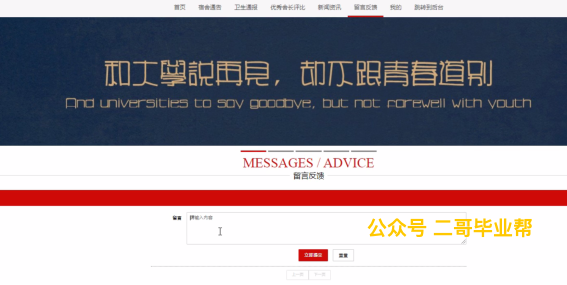 首页 宿舍通告 卫生通报 优秀舍长评比 新闻资讯 留言反馈 我的 跳转到后台
和大學說再見，却不跟青春道别
And universities to say goodbye, but not farewell with youth
MESSAGES / ADVICE
留言反馈
留言
请输入内容
公众号 二哥毕业帮
立即提交 重置
上一页 下一页